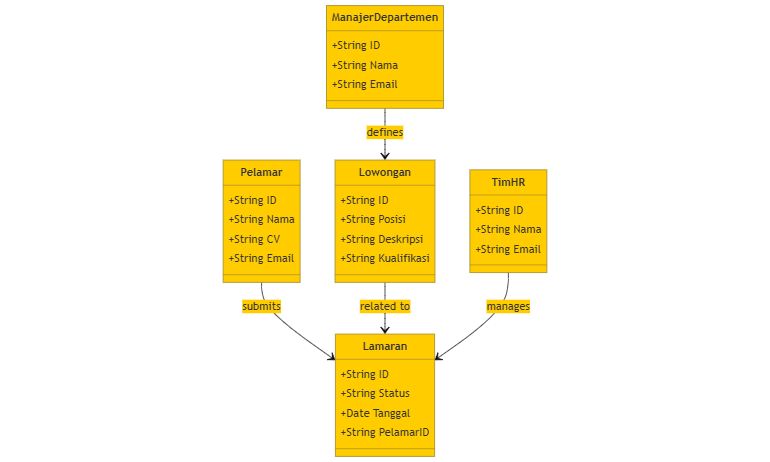 ManajerDepartemen
+String ID
+String Nama
+String Email
defines
Pelamar
+String ID
+String Nama
+String CV
+String Email
Lowongan
+String ID
+String Posisi
+String Deskripsi
+String Kualifikasi
TimHR
+String ID
+String Nama
+String Email
submits
related to
manages
Lamaran
+String ID
+String Status
+Date Tanggal
+String PelamarID